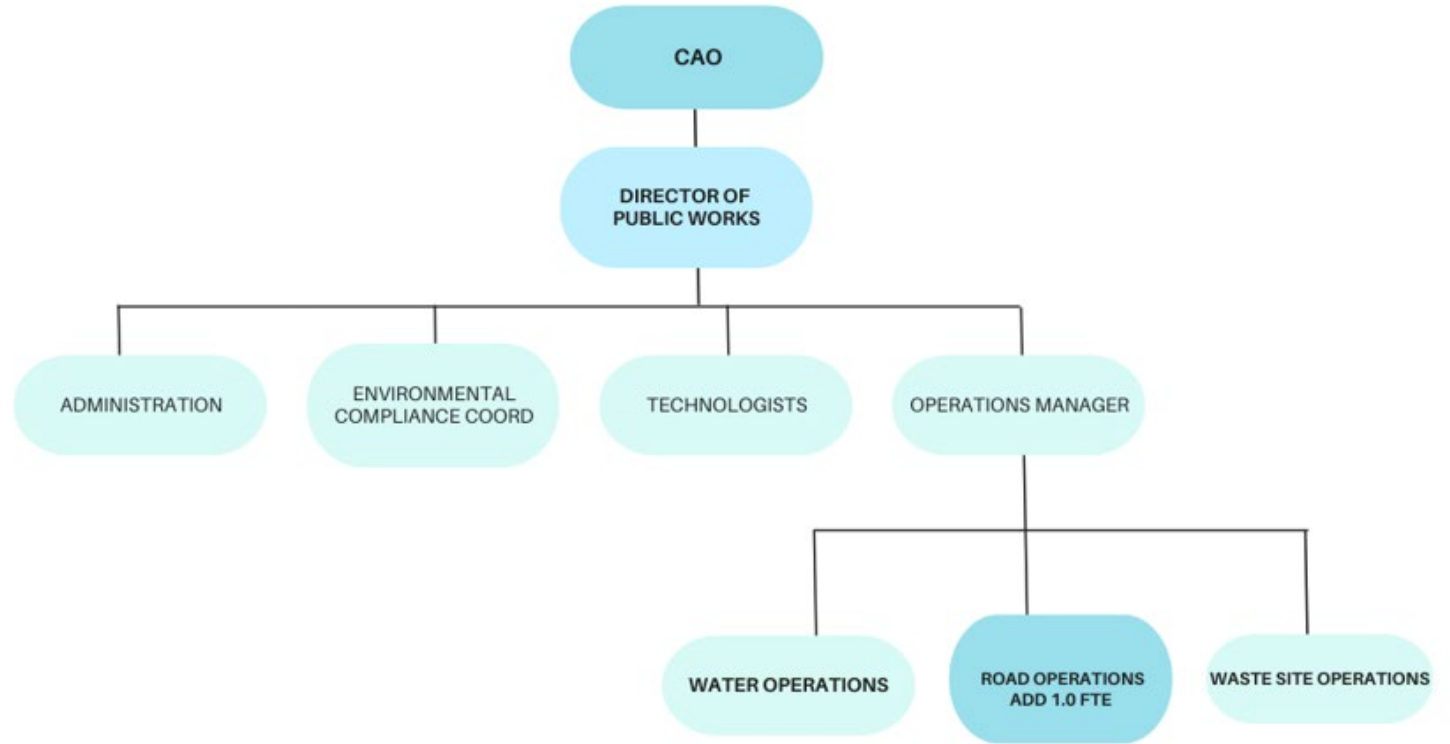 CAO
DIRECTOR OF
PUBLIC WORKS
ADMINISTRATION
ENVIRONMENTAL
COMPLIANCE COORD
TECHNOLOGISTS
OPERATIONS MANAGER
WATER OPERATIONS
ROAD OPERATIONS
ADD 1.0 FTE
WASTE SITE OPERATIONS